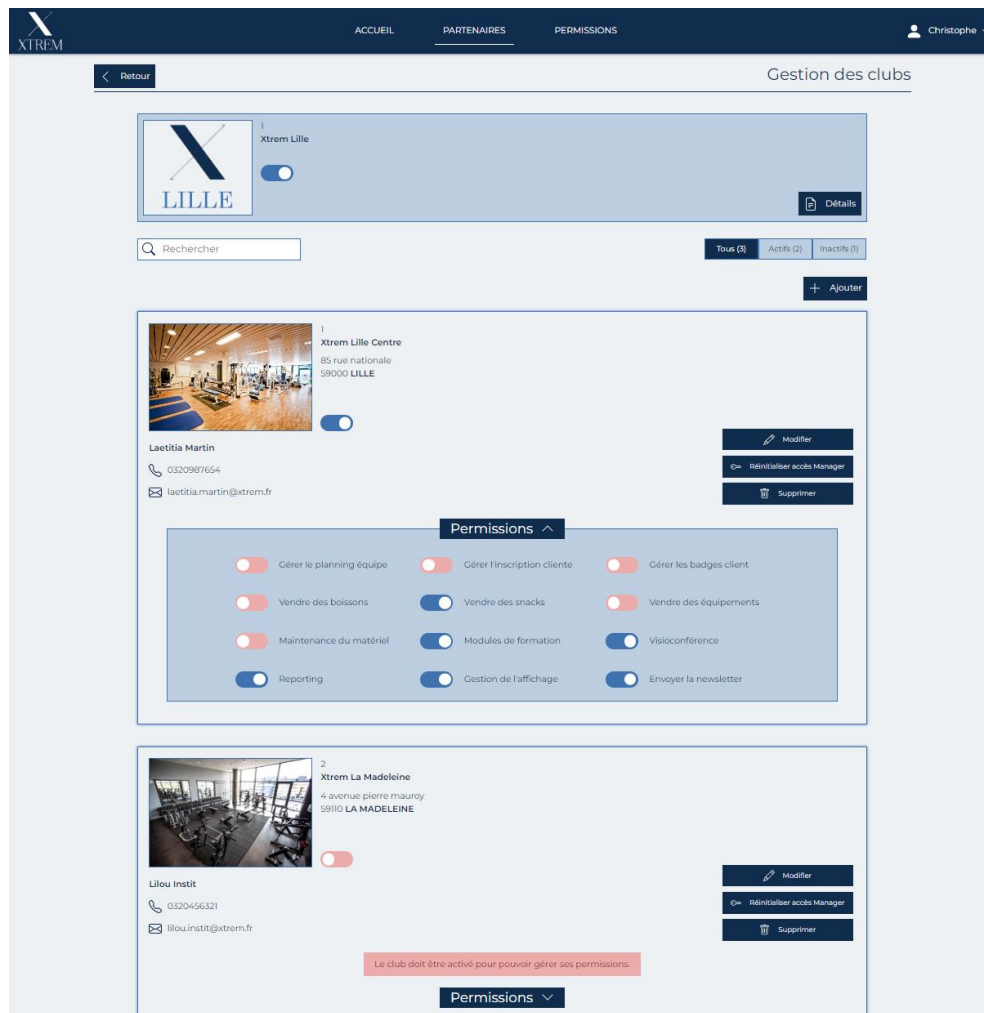 XTREM
ACCUEIL PARTENAIRES PERMISSIONS
Christophe
Retour
Gestion des clubs
LILLE
1
Xtrem Lille
Détails
Rechercher
Tous (3) Actifs (2) Inactifs (1)
Ajouter
1
Xtrem Lille Centre
85 rue nationale
59000 LILLE
Laetitia Martin
0320987654
laetitia.martin@xtrem.fr
Modifier
Réinitialiser accès Manager
Supprimer
Permissions
Gérer le planning équipe Gérer l'inscription cliente Gérer les badges client
Vendre des boissons Vendre des snacks Vendre des équipements
Maintenance du matériel Modules de formation Visioconférence
Reporting Gestion de l'affichage Envoyer la newsletter
2
Xtrem La Madeleine
4 avenue pierre mauroy
59110 LA MADELEINE
Lilou Instit
0320456321
lilou.instit@xtrem.fr
Modifier
Réinitialiser accès Manager
Supprimer
Le club doit être activé pour pouvoir gérer ses permissions.
Permissions